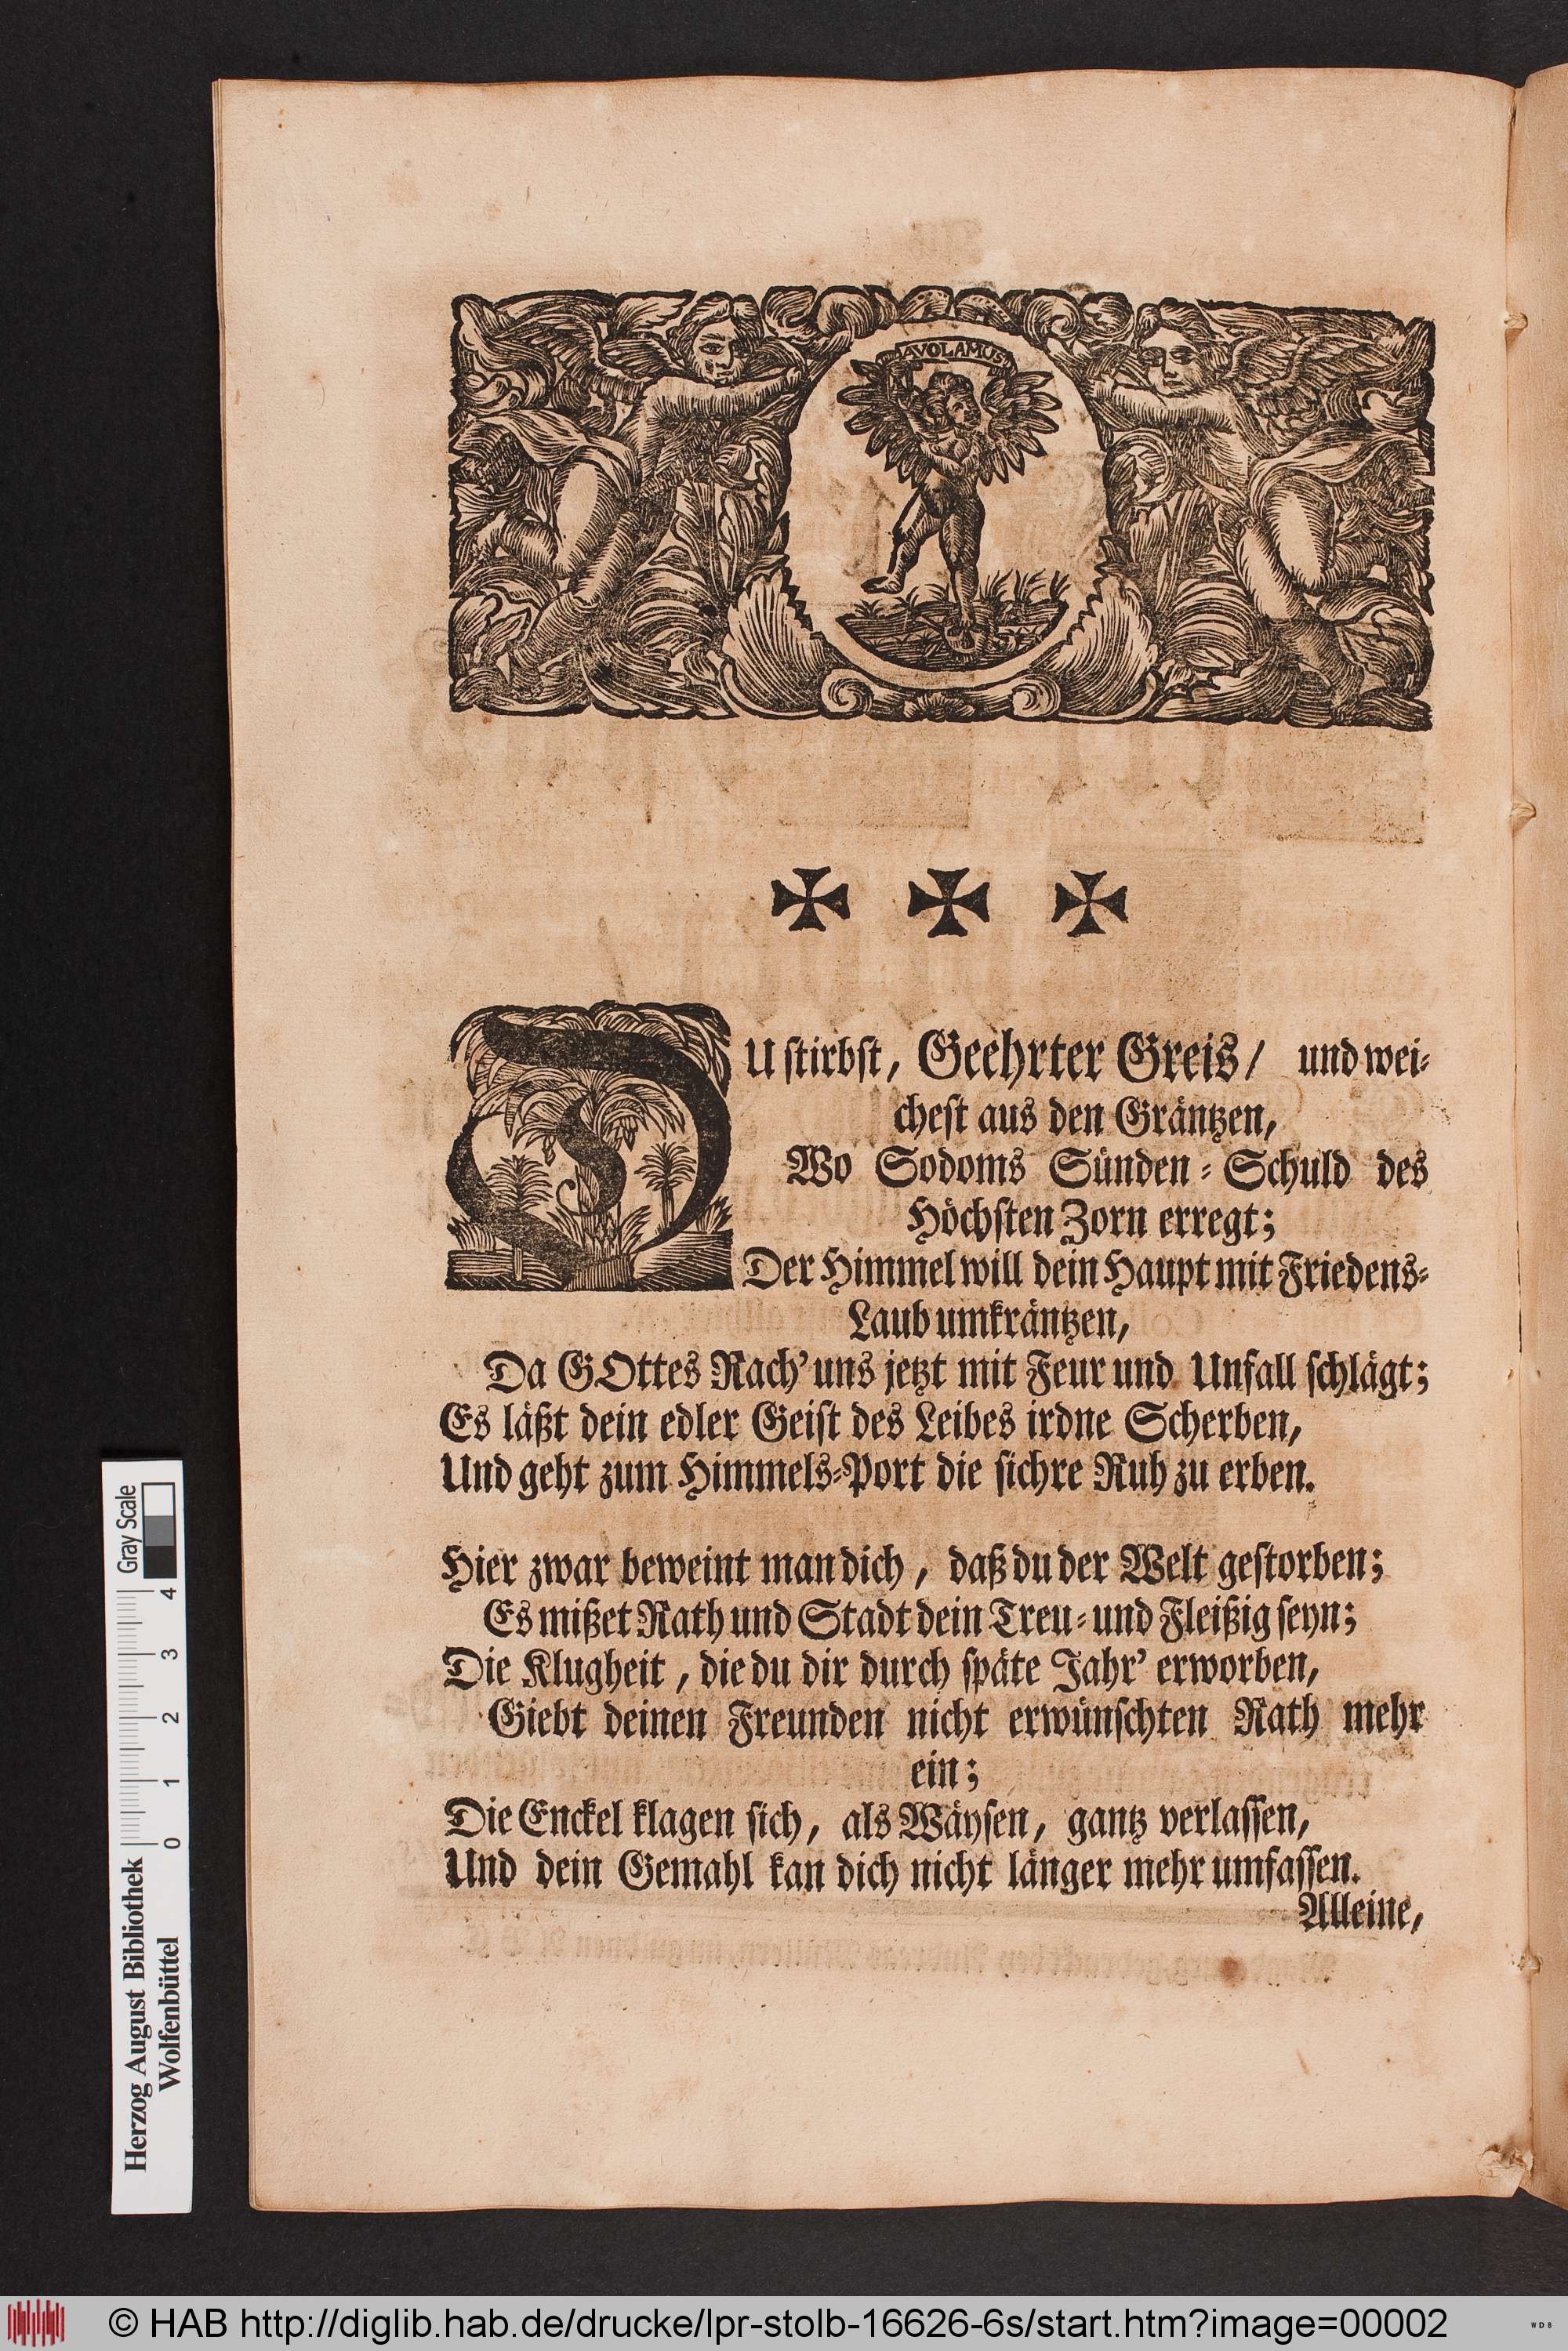 AVOLAMUS
DU stirbst, Geehrter Greis/ und wei-
chest aus den Gräntzen,
Wo Sodoms Sünden-Schuld des
Höchsten Zorn erregt;
Der Himmel will dein Haupt mit Friedens-
Laub umkräntzen,
Da GOttes Rach' uns jetzt mit Feur und Unfall schlägt;
Es läßt dein edler Geist des Leibes irdne Scherben,
Und geht zum Himmels-Port die sichre Ruh zu erben.
Hier zwar beweint man dich, daß du der Welt gestorben;
Es mißet Rath und Stadt dein Treu- und Fleißig seyn;
Die Klugheit, die du dir durch späte Jahr' erworben,
Giebt deinen Freunden nicht erwünschten Rath mehr
ein;
Die Enckel klagen sich, als Wäysen, gantz verlassen,
Und dein Gemahl kan dich nicht länger mehr umfassen.
Alleine,
Herzog August Bibliothek
Wolfenbüttel
0 1 2 3 4
Gray Scale
© HAB http://diglib.hab.de/drucke/lpr-stolb-16626-6s/start.htm?image=00002
WDB